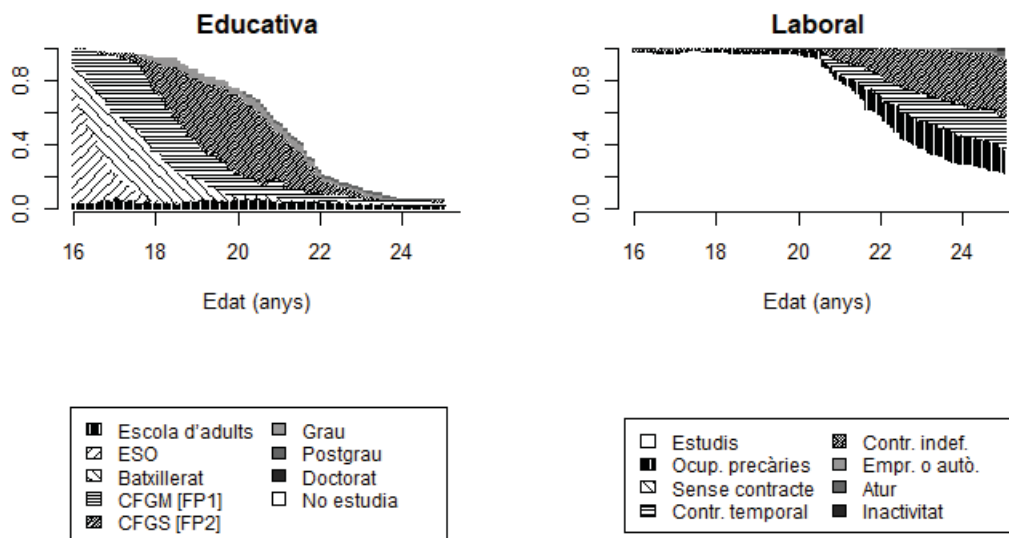 Educativa
0.0 0.4 0.8
16 18 20 22 24
Edat (anys)
Escola d'adults
ESO
Batxillerat
CFGM [FP1]
CFGS [FP2]
Grau
Postgrau
Doctorat
No estudia
Laboral
0.0 0.4 0.8
16 18 20 22 24
Edat (anys)
Estudis
Ocup. precàries
Sense contracte
Contr. temporal
Contr. indef.
Empr. o autò.
Atur
Inactivitat